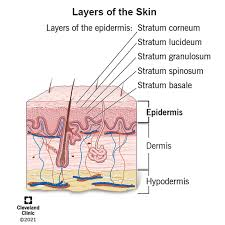 Layers of the Skin
Layers of the epidermis:
Stratum corneum
Stratum lucideum
Stratum granulosum
Stratum spinosum
Stratum basale
Epidermis
Dermis
Hypodermis
Cleveland
Clinic
©2021